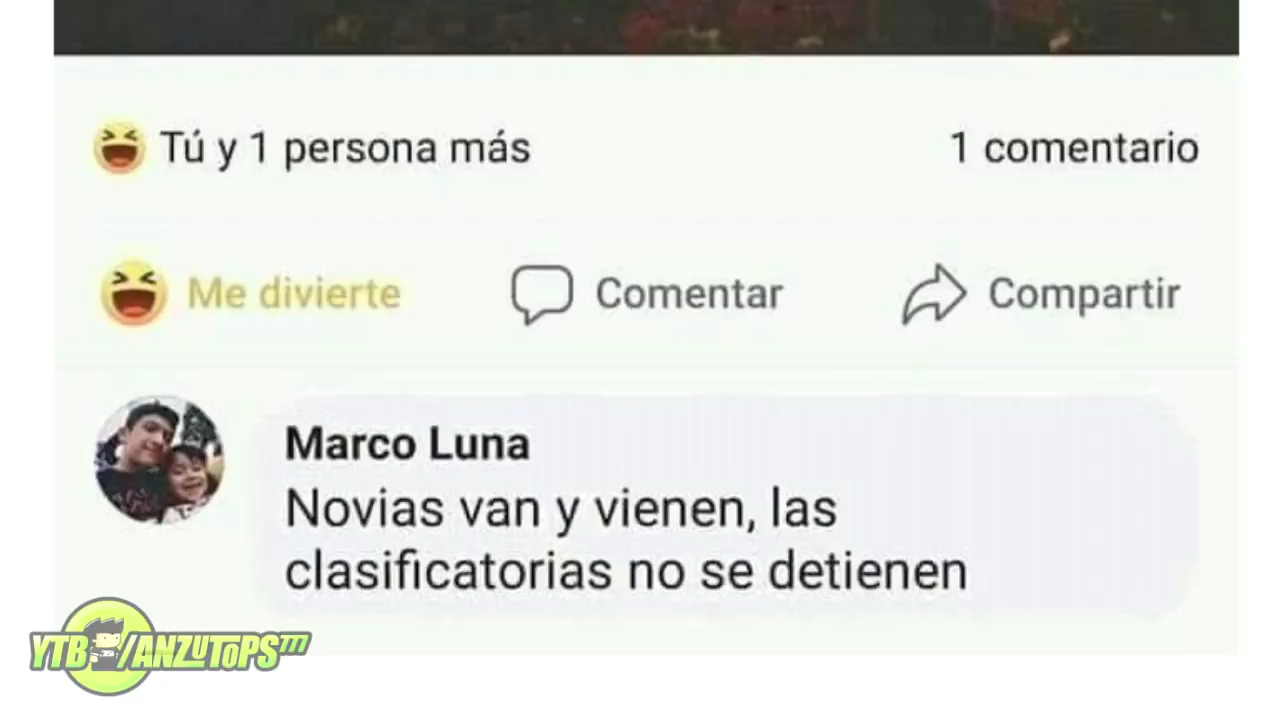 Tú y 1 persona más
1 comentario
Me divierte
Comentar
Compartir
Marco Luna
Novias van y vienen, las
clasificatorias no se detienen
YTB/ANZUTOPS777